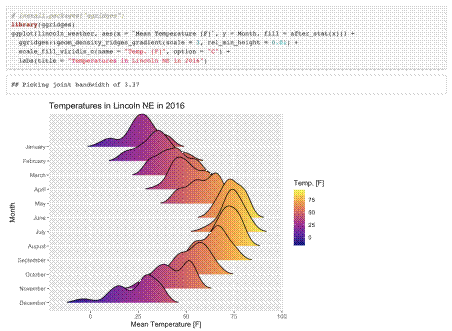 # install.packages("ggridges")
library(ggridges)
ggplot(lincoln_weather, aes(x = `Mean Temperature [F]`, y = Month, fill = after_stat(x))) +
ggridges::geom_density_ridges_gradient(scale = 3, rel_min_height = 0.01) +
scale_fill_viridis_c(name = "Temp. [F]", option = "C") +
labs(title = "Temperatures in Lincoln NE in 2016")
## Picking joint bandwidth of 3.37
Temperatures in Lincoln NE in 2016
January
February
March
April
May
June
July
August
September
October
November
December
Month
0
25
50
75
100
Mean Temperature [F]
Temp. [F]
75
50
25
0